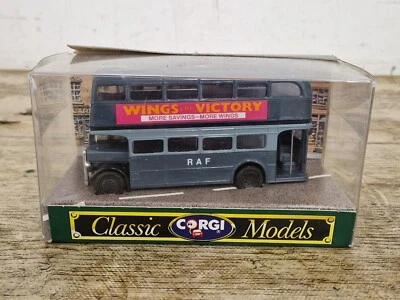 WINGS FOR VICTORY
MORE SAVINGS - MORE WINGS
RAF
Classic CORGI Models